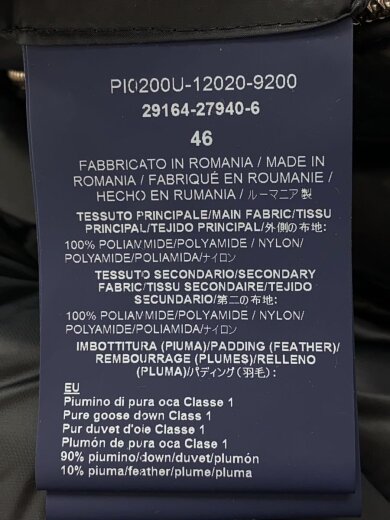 PI0200U-12020-9200
29164-27940-6
46
FABBRICATO IN ROMANIA / MADE IN
ROMANIA / FABRIQUÉ EN ROUMANIE /
HECHO EN RUMANIA / ルーマニア製
TESSUTO PRINCIPALE/MAIN FABRIC/TISSU
PRINCIPAL/TEJIDO PRINCIPAL/外側の布地:
100% POLIAMMIDE/POLYAMIDE / NYLON/
POLYAMIDE/POLIAMIDA/ナイロン
TESSUTO SECONDARIO/SECONDARY
FABRIC/TISSU SECONDAIRE/TEJIDO
SECUNDARIO/第二の布地:
100% POLIAMMIDE/POLYAMIDE / NYLON/
POLYAMIDE/POLIAMIDA/ナイロン
IMBOTTITURA (PIUMA)/PADDING (FEATHER)/
REMBOURRAGE (PLUMES)/RELLENO
(PLUMA)/パディング (羽毛):
EU
Piumino di pura oca Classe 1
Pure goose down Class 1
Pur duvet d'oie Classe 1
Plumón de pura oca Clase 1
90% piumino/down/duvet/plumón
10% piuma/feather/plume/pluma